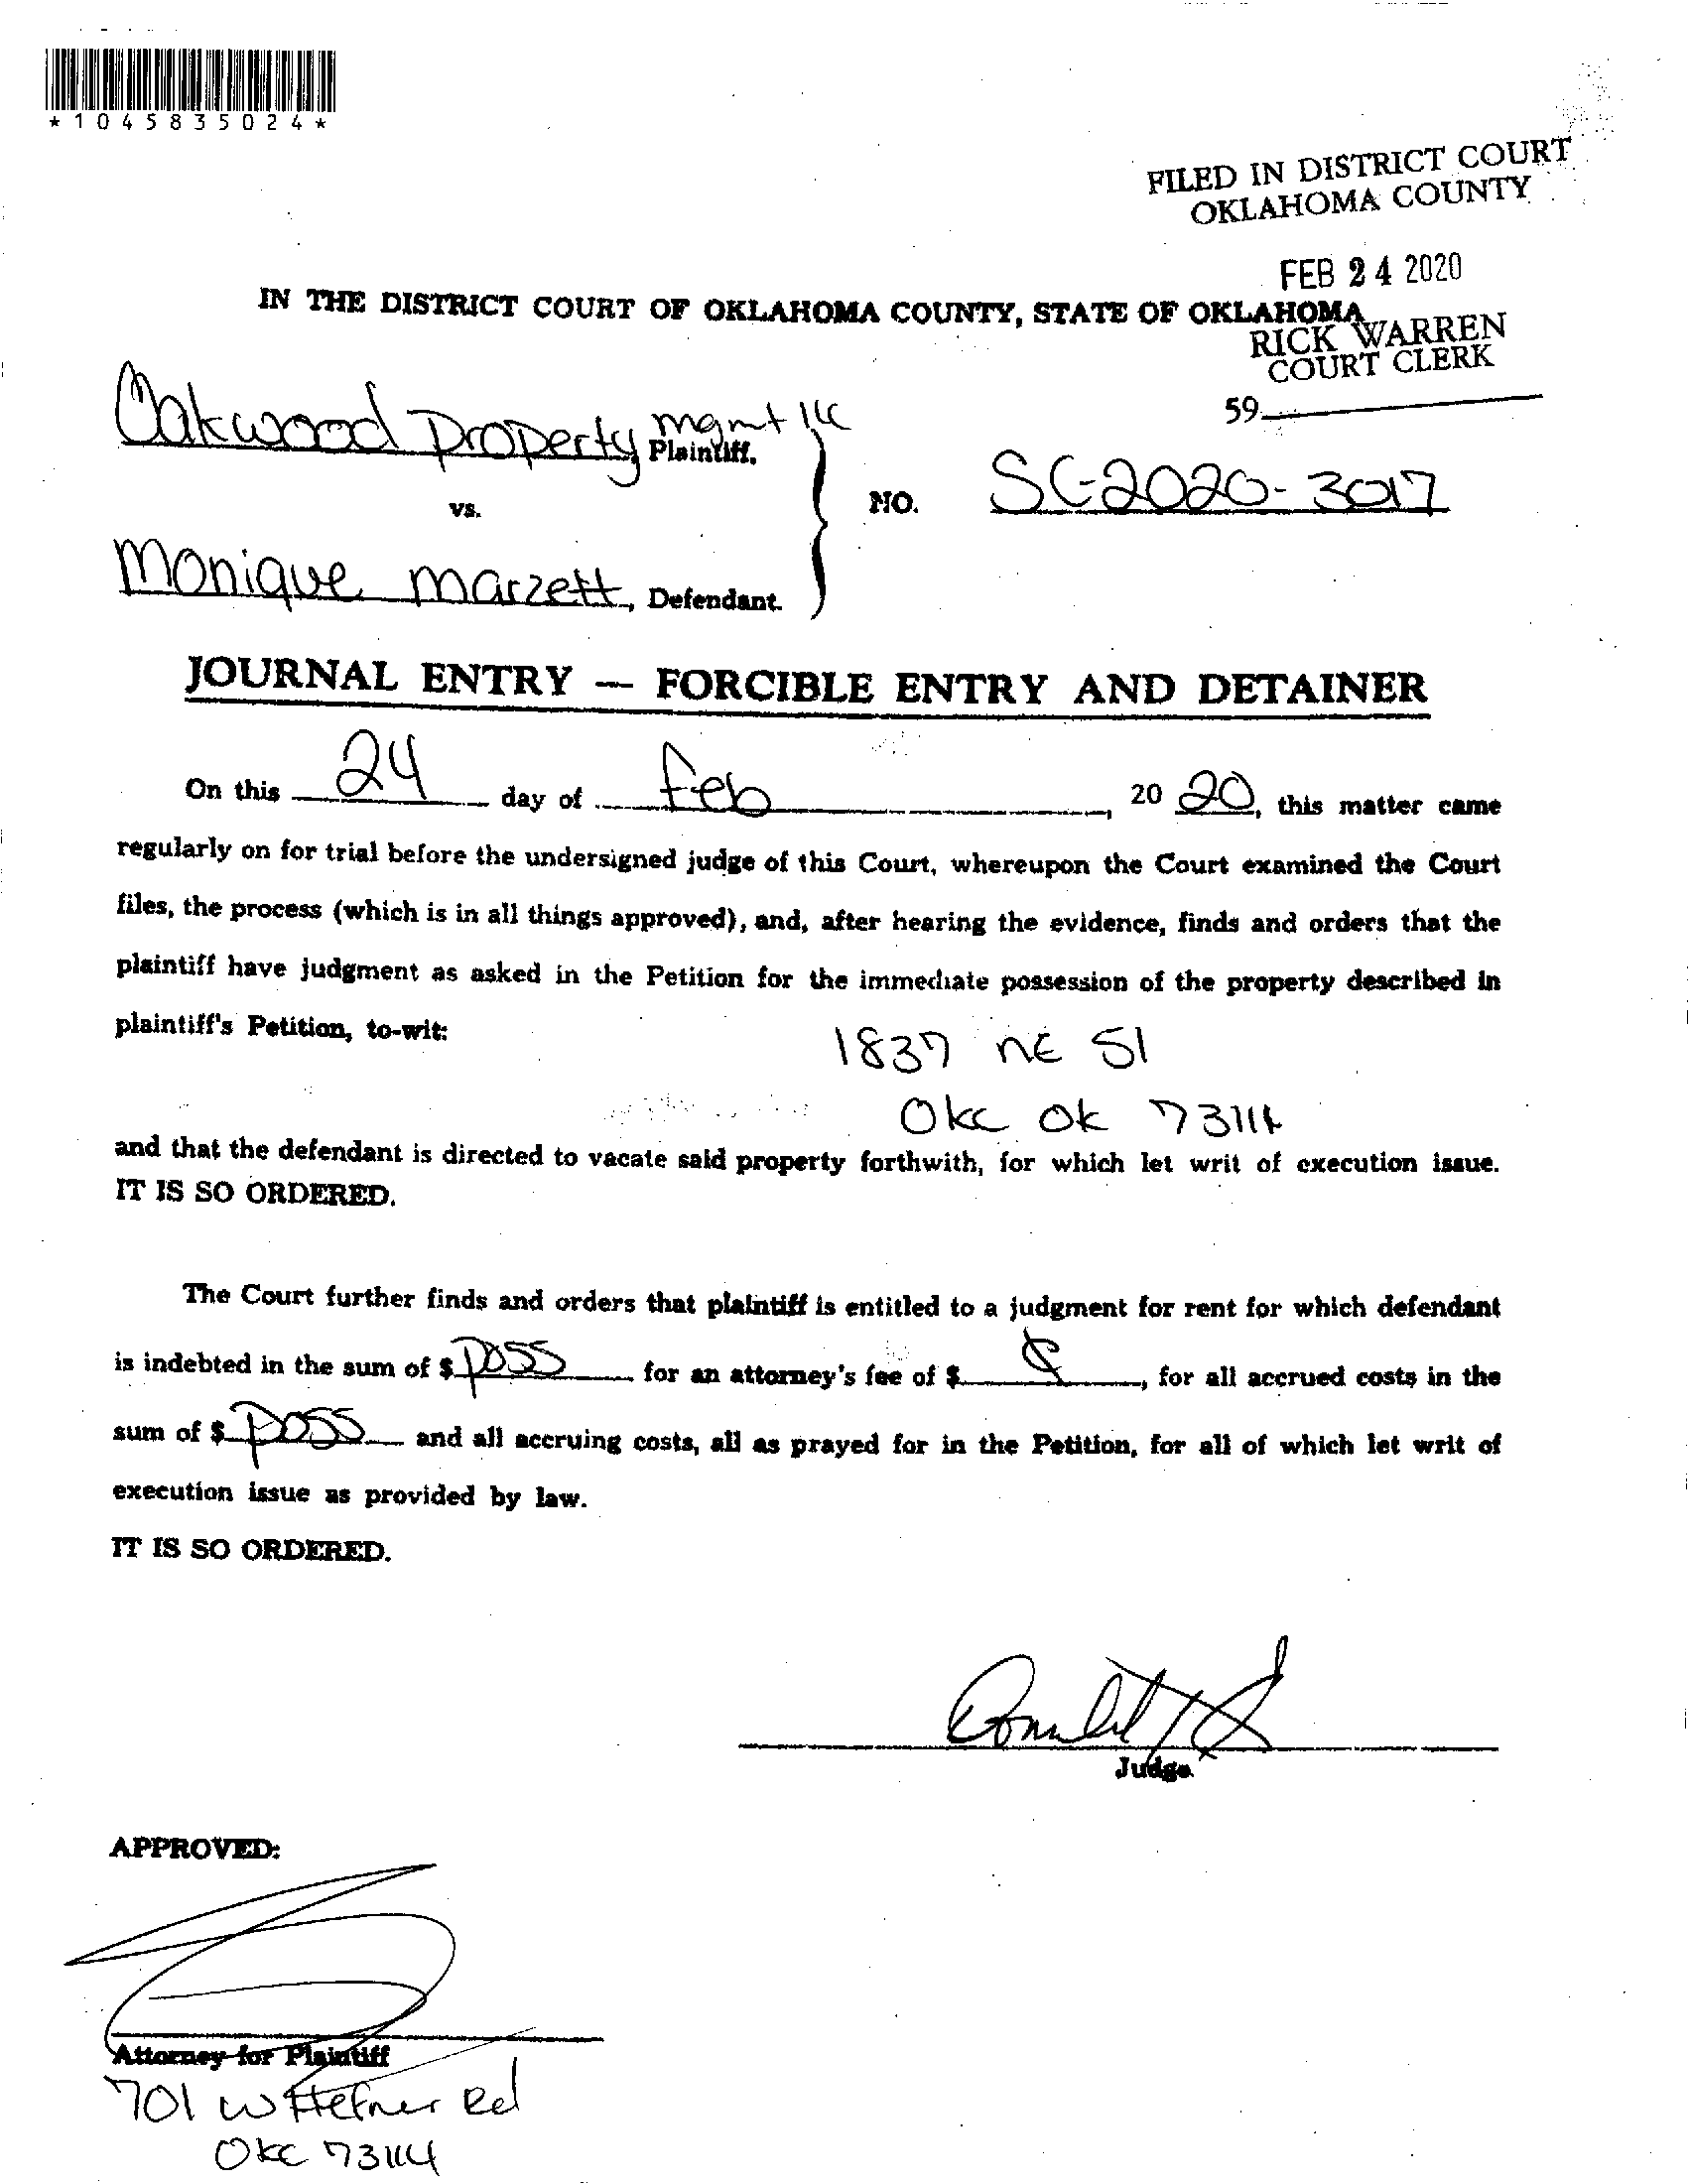 *1045835024*
FILED IN DISTRICT COURT
OKLAHOMA COUNTY
FEB 24 2020
IN THE DISTRICT COURT OF OKLAHOMA COUNTY, STATE OF OKLAHOMA
RICK WARREN
COURT CLERK
59
Oakwood Property mgmt llc
Plaintiff,
vs.
NO. SC-2020-3017
Monique Marzett, Defendant.
JOURNAL ENTRY — FORCIBLE ENTRY AND DETAINER
On this 24 day of Feb, 20 20, this matter came
regularly on for trial before the undersigned judge of this Court, whereupon the Court examined the Court
files, the process (which is in all things approved), and, after hearing the evidence, finds and orders that the
plaintiff have judgment as asked in the Petition for the immediate possession of the property described in
plaintiff's Petition, to-wit:
1837 NE 51
OKC OK 73111
and that the defendant is directed to vacate said property forthwith, for which let writ of execution issue.
IT IS SO ORDERED.
The Court further finds and orders that plaintiff is entitled to a judgment for rent for which defendant
is indebted in the sum of $ poss for an attorney's fee of $ , for all accrued costs in the
sum of $ poss and all accruing costs, all as prayed for in the Petition, for all of which let writ of
execution issue as provided by law.
IT IS SO ORDERED.
Judge
APPROVED:
Attorney for Plaintiff
701 W Hefner Rd
OKC 73114